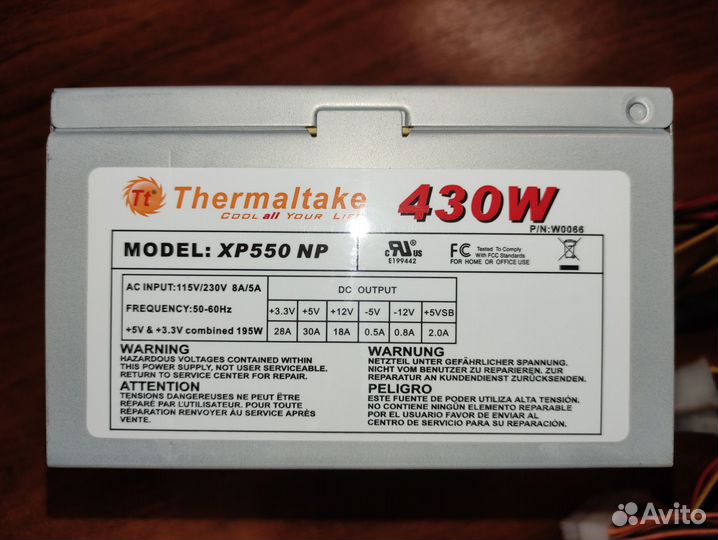 Tt Thermaltake 430W
COOL all YOUR LIFE
P/N:W0066
MODEL: XP550 NP
c RU us
E199442
FC Tested To Comply
With FCC Standards
FOR HOME OR OFFICE USE
AC INPUT:115V/230V 8A/5A
FREQUENCY:50-60Hz
+5V & +3.3V combined 195W
DC OUTPUT
+3.3V +5V +12V -5V -12V +5VSB
28A 30A 18A 0.5A 0.8A 2.0A
WARNING
HAZARDOUS VOLTAGES CONTAINED WITHIN
THIS POWER SUPPLY, NOT USER SERVICEABLE.
RETURN TO SERVICE CENTER FOR REPAIR.
ATTENTION
TENSIONS DANGEREUSES NE PEUT ÊTRE
RÉPARÉ PAR L'UTILISATEUR. POUR TOUTE
RÉPARATION RENVOYER AU SERVICE APRÈS
VENTE.
WARNUNG
NETZTEIL UNTER GEFÄHRLICHER SPANNUNG.
NICHT VOM BENUTZER ZU REPARIEREN. ZUR
REPARATUR AN KUNDENDIENST ZURÜCKSENDEN.
PELIGRO
ESTE FUENTE DE PODER UTILIZA ALTA TENSIÓN.
NO CONTIENE NINGÚN ELEMENTO REPARABLE
POR EL USUARIO FAVOR DE ENVIAR AL
CENTRO DE SERVICIO PARA SU REPARACIÓN.
Avito